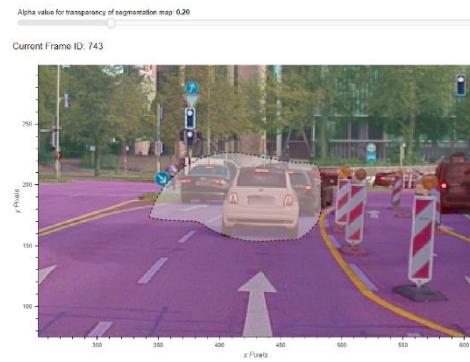 Alpha value for transparency of segmentation map: 0.20
Current Frame ID: 743
250
200
150
100
y Pixels
300
350
400
450
500
550
600
x Pixels